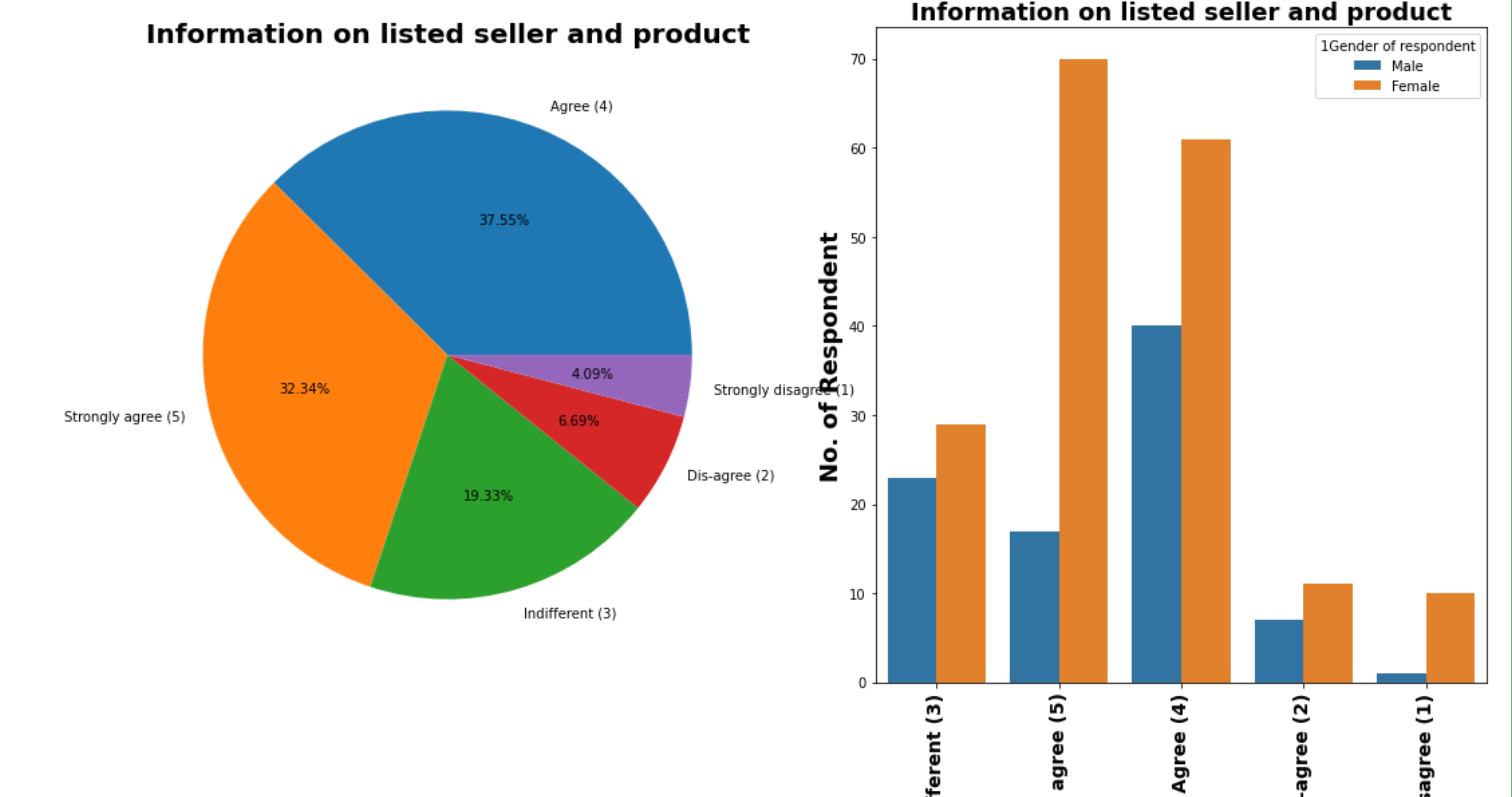 Information on listed seller and product
Agree (4)
37.55%
32.34%
Strongly agree (5)
4.09%
Strongly disagree (1)
6.69%
Dis-agree (2)
19.33%
Indifferent (3)
Information on listed seller and product
1Gender of respondent
Male
Female
No. of Respondent
70
60
50
40
30
20
10
0
fferent (3)
agree (5)
Agree (4)
-agree (2)
sagree (1)